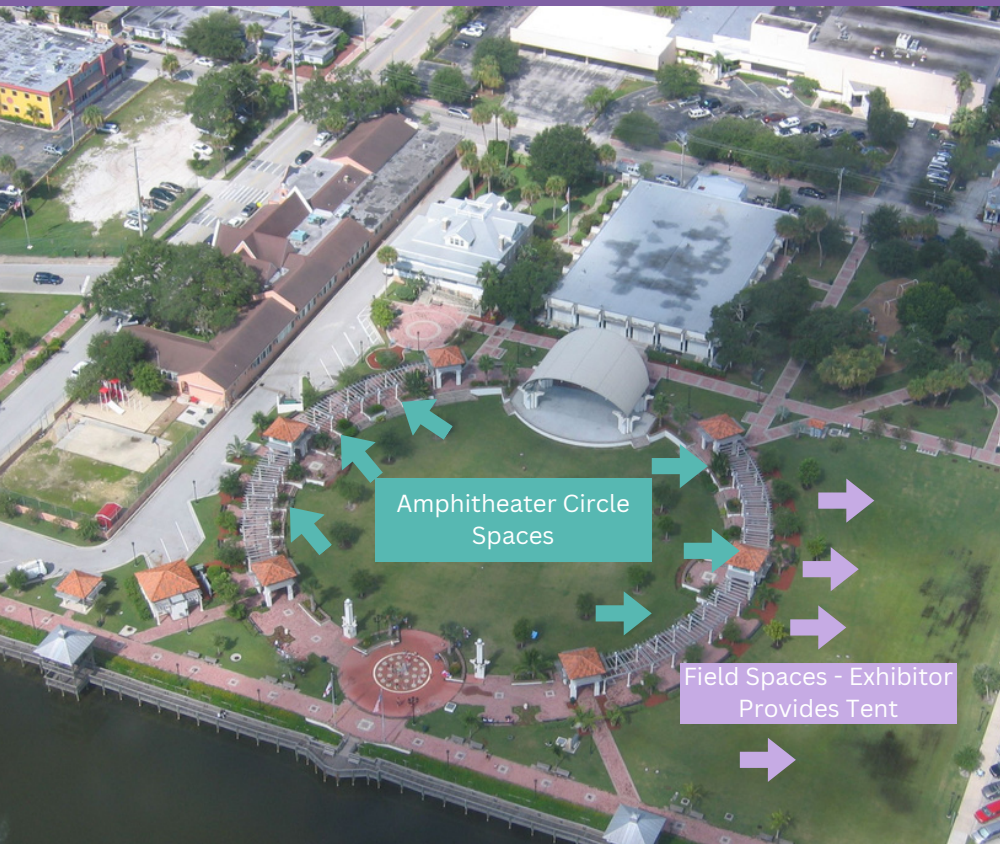 Amphitheater Circle
Spaces
Field Spaces - Exhibitor
Provides Tent